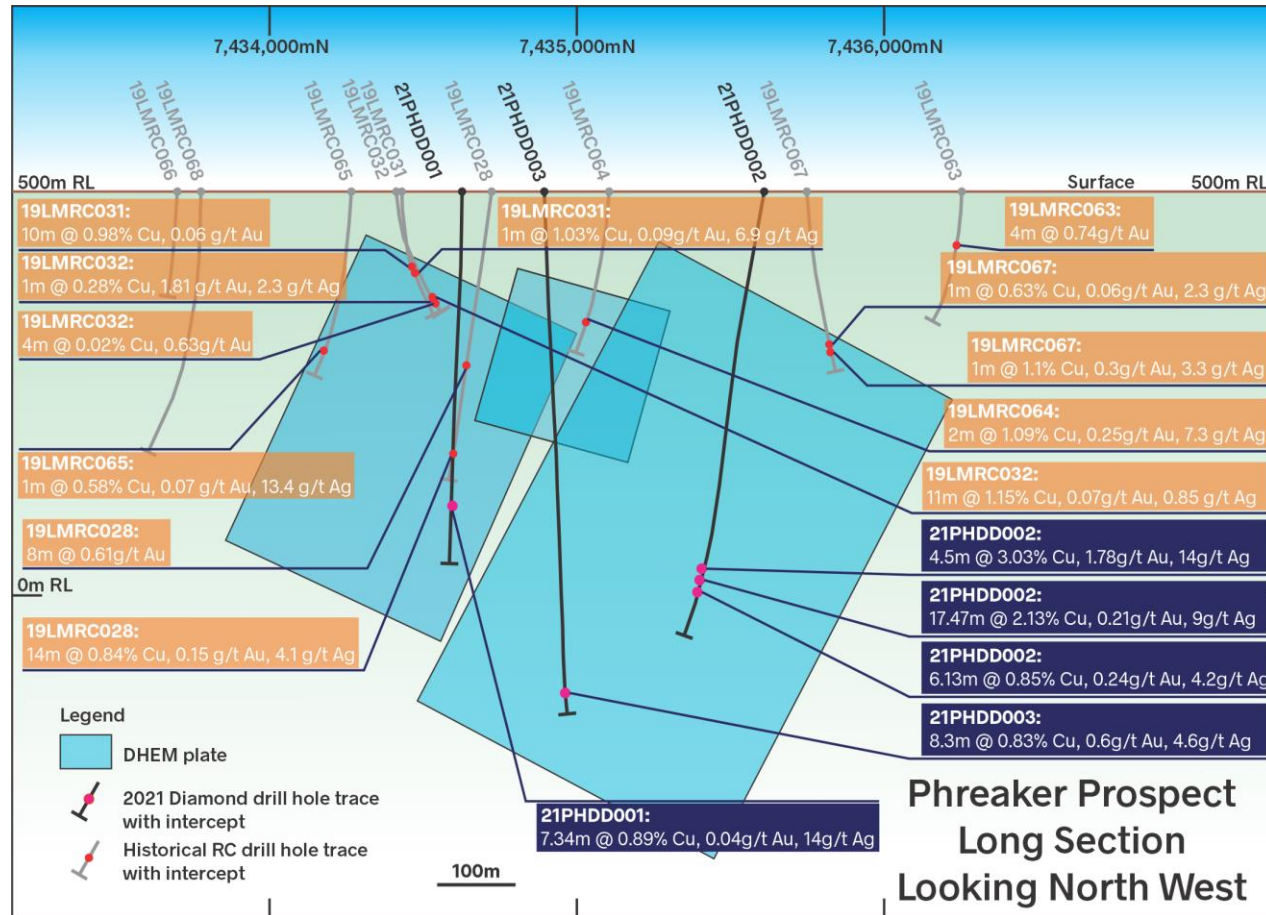 7,434,000mN
7,435,000mN
7,436,000mN
19LMRC066
19LMRC068
19LMRC065
19LMRC032
19LMRC031
21PHDD001
19LMRC028
21PHDD003
19LMRC064
21PHDD002
19LMRC067
19LMRC063
500m RL
Surface
500m RL
19LMRC031:
10m @ 0.98% Cu, 0.06 g/t Au
19LMRC032:
1m @ 0.28% Cu, 1.81 g/t Au, 2.3 g/t Ag
19LMRC032:
4m @ 0.02% Cu, 0.63g/t Au
19LMRC065:
1m @ 0.58% Cu, 0.07 g/t Au, 13.4 g/t Ag
19LMRC028:
8m @ 0.61g/t Au
0m RL
19LMRC028:
14m @ 0.84% Cu, 0.15 g/t Au, 4.1 g/t Ag
19LMRC031:
1m @ 1.03% Cu, 0.09g/t Au, 6.9 g/t Ag
19LMRC063:
4m @ 0.74g/t Au
19LMRC067:
1m @ 0.63% Cu, 0.06g/t Au, 2.3 g/t Ag
19LMRC067:
1m @ 1.1% Cu, 0.3g/t Au, 3.3 g/t Ag
19LMRC064:
2m @ 1.09% Cu, 0.25g/t Au, 7.3 g/t Ag
19LMRC032:
11m @ 1.15% Cu, 0.07g/t Au, 0.85 g/t Ag
21PHDD002:
4.5m @ 3.03% Cu, 1.78g/t Au, 14g/t Ag
21PHDD002:
17.47m @ 2.13% Cu, 0.21g/t Au, 9g/t Ag
21PHDD002:
6.13m @ 0.85% Cu, 0.24g/t Au, 4.2g/t Ag
21PHDD003:
8.3m @ 0.83% Cu, 0.6g/t Au, 4.6g/t Ag
21PHDD001:
7.34m @ 0.89% Cu, 0.04g/t Au, 14g/t Ag
Legend
DHEM plate
2021 Diamond drill hole trace
with intercept
Historical RC drill hole trace
with intercept
100m
Phreaker Prospect
Long Section
Looking North West